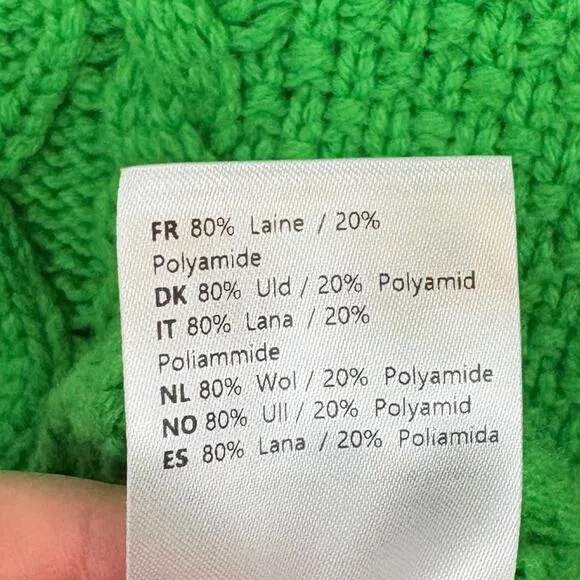 FR 80% Laine / 20%
Polyamide
DK 80% Uld / 20% Polyamid
IT 80% Lana / 20%
Poliammide
NL 80% Wol / 20% Polyamide
NO 80% Ull / 20% Polyamid
ES 80% Lana / 20% Poliamida